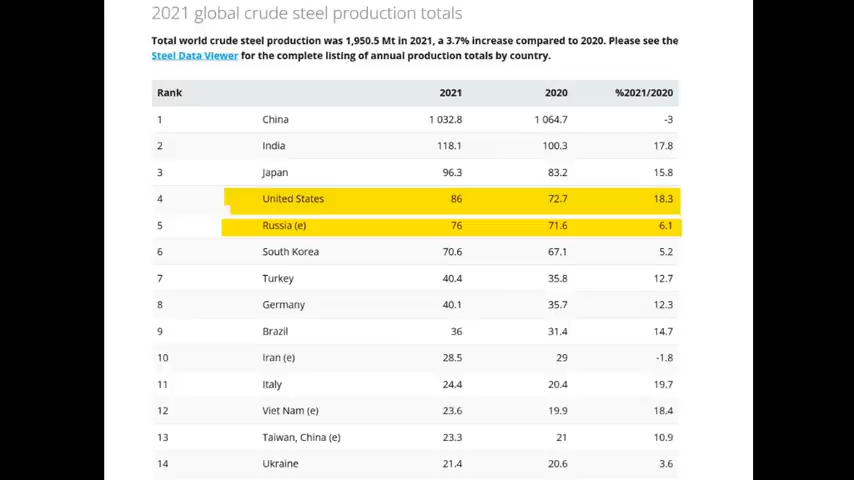 2021 global crude steel production totals
Total world crude steel production was 1,950.5 Mt in 2021, a 3.7% increase compared to 2020. Please see the
Steel Data Viewer for the complete listing of annual production totals by country.
Rank 2021 2020 %2021/2020
1 China 1 032.8 1 064.7 -3
2 India 118.1 100.3 17.8
3 Japan 96.3 83.2 15.8
4 United States 86 72.7 18.3
5 Russia (e) 76 71.6 6.1
6 South Korea 70.6 67.1 5.2
7 Turkey 40.4 35.8 12.7
8 Germany 40.1 35.7 12.3
9 Brazil 36 31.4 14.7
10 Iran (e) 28.5 29 -1.8
11 Italy 24.4 20.4 19.7
12 Viet Nam (e) 23.6 19.9 18.4
13 Taiwan, China (e) 23.3 21 10.9
14 Ukraine 21.4 20.6 3.6